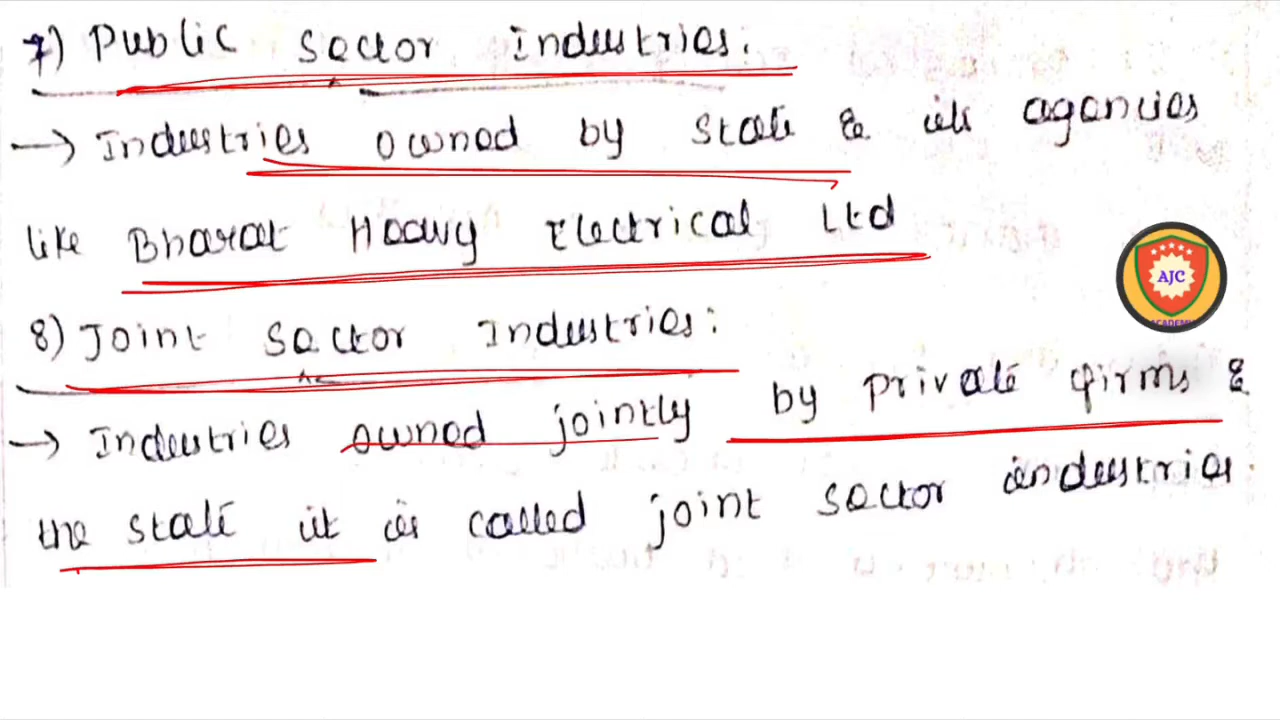 7) Public Sector Industries:
→ Industries owned by State & its agencies
like Bharat Heavy Electrical Ltd
8) Joint Sector Industries:
→ Industries owned jointly by private firms &
the state it is called joint sector industries.
AJC
ACADEMY